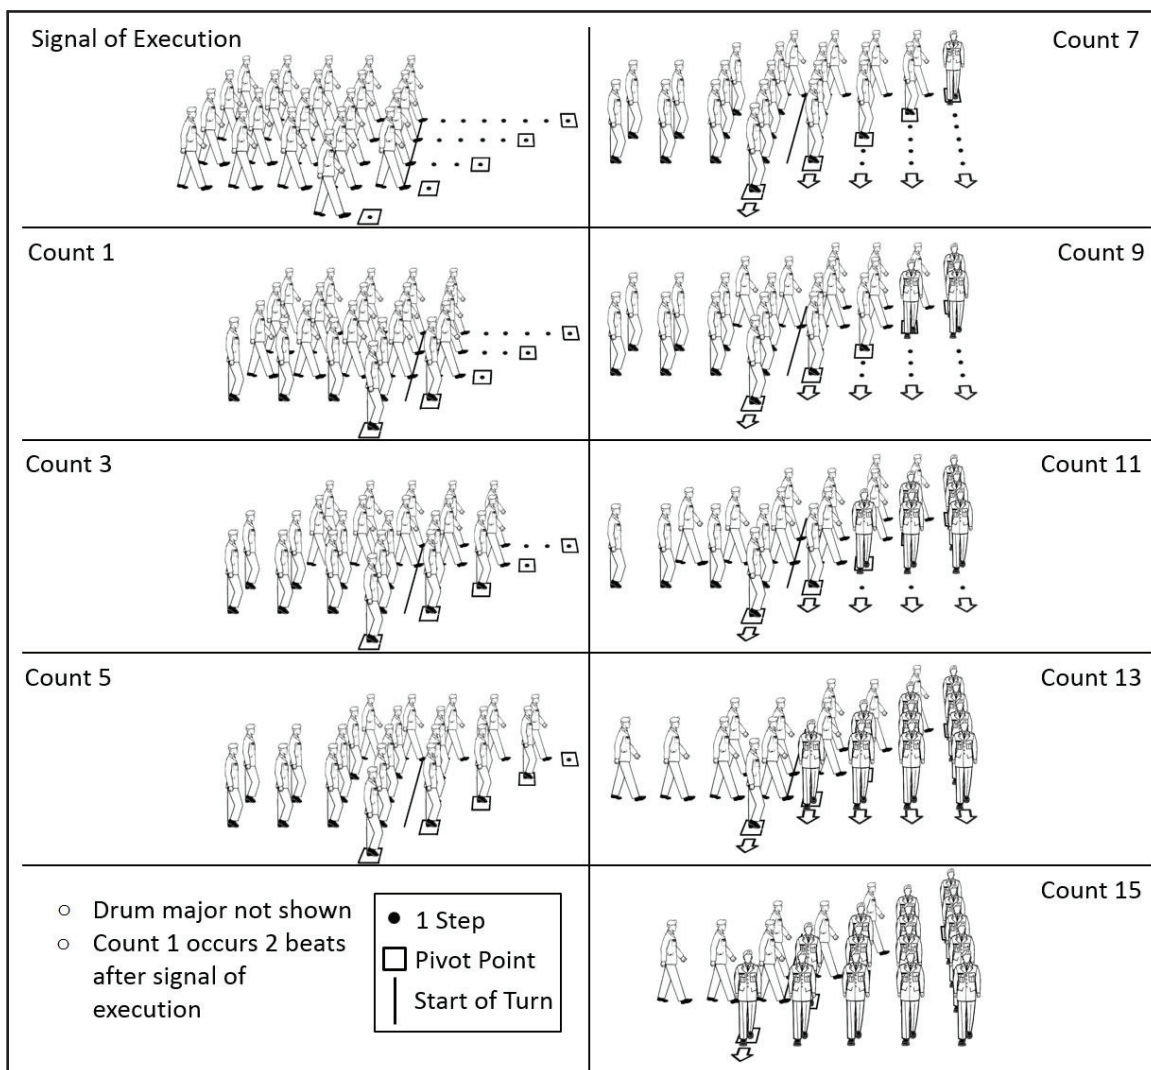 Signal of Execution
Count 1
Count 3
Count 5
○ Drum major not shown
○ Count 1 occurs 2 beats
after signal of
execution
1 Step
Pivot Point
Start of Turn
Count 7
Count 9
Count 11
Count 13
Count 15